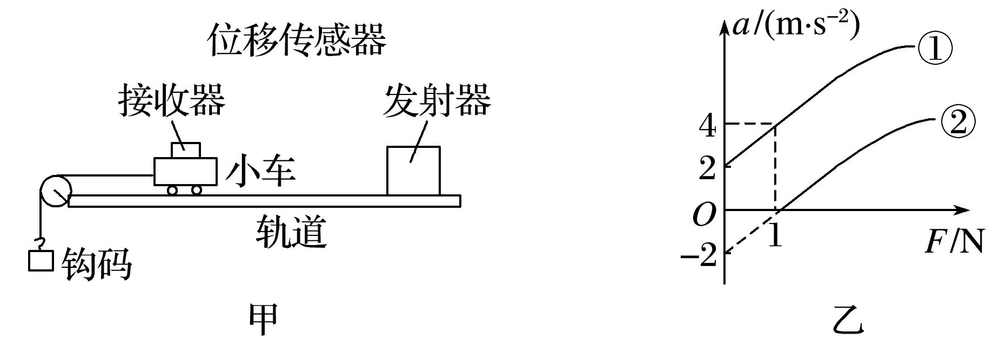 位移传感器
接收器
发射器
小车
轨道
钩码
甲
a/(m·s⁻²)
①
②
4
2
O
1
F/N
−2
乙